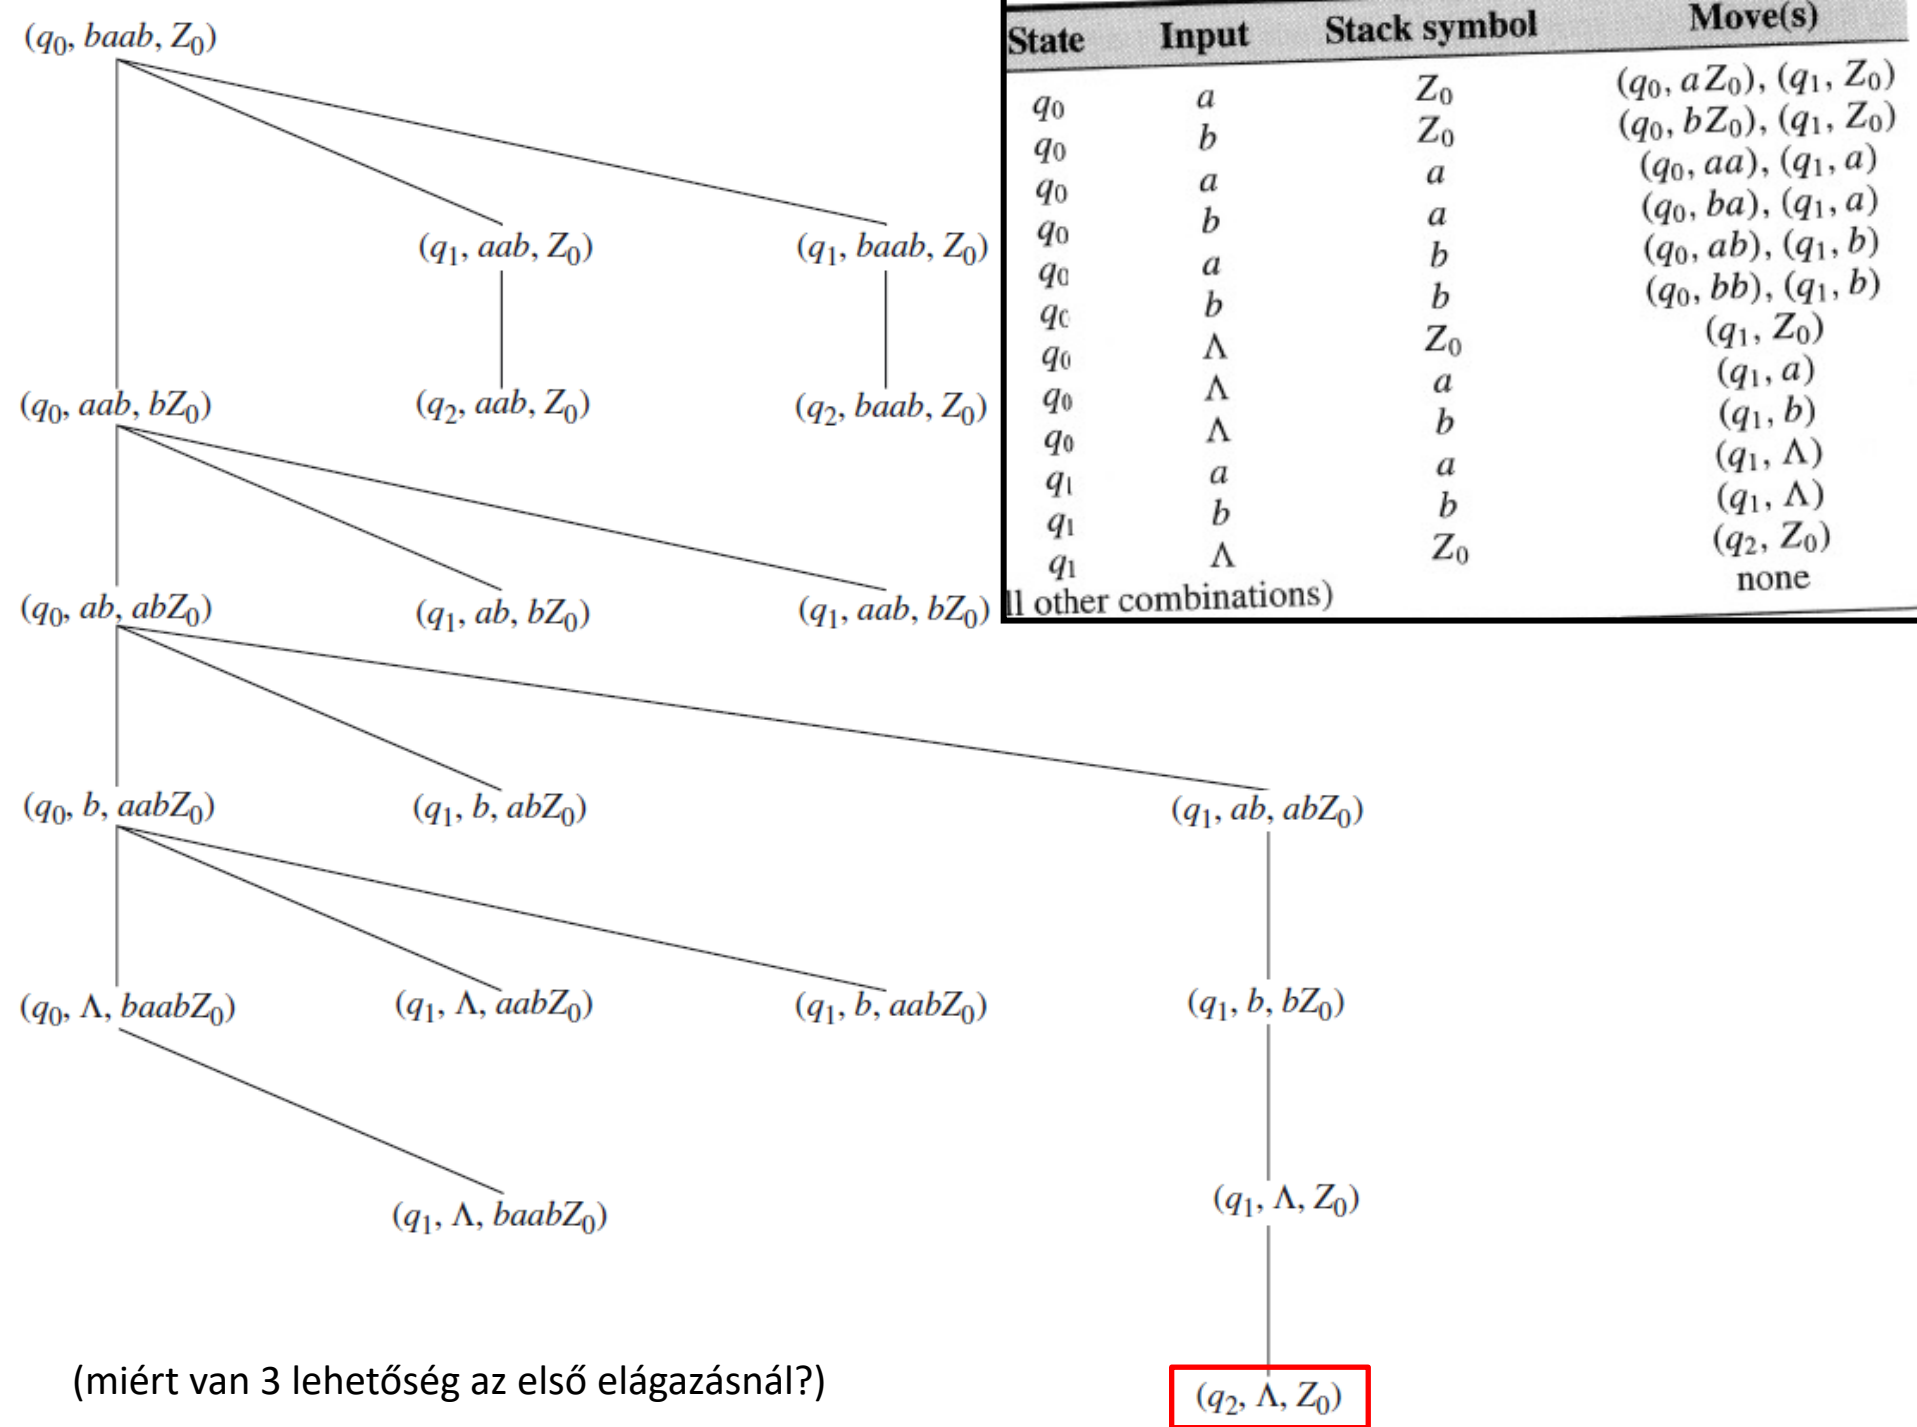 (q₀, baab, Z₀)
(q₁, aab, Z₀) (q₁, baab, Z₀)
(q₀, aab, bZ₀) (q₂, aab, Z₀) (q₂, baab, Z₀)
(q₀, ab, abZ₀) (q₁, ab, bZ₀) (q₁, aab, bZ₀)
(q₀, b, aabZ₀) (q₁, b, abZ₀) (q₁, ab, abZ₀)
(q₀, Λ, baabZ₀) (q₁, Λ, aabZ₀) (q₁, b, aabZ₀) (q₁, b, bZ₀)
(q₁, Λ, baabZ₀) (q₁, Λ, Z₀)
(miért van 3 lehetőség az első elágazásnál?) (q₂, Λ, Z₀)
State Input Stack symbol Move(s)
q₀ a Z₀ (q₀, aZ₀), (q₁, Z₀)
q₀ b Z₀ (q₀, bZ₀), (q₁, Z₀)
q₀ a a (q₀, aa), (q₁, a)
q₀ b a (q₀, ba), (q₁, a)
q₀ a b (q₀, ab), (q₁, b)
q₀ b b (q₀, bb), (q₁, b)
q₀ Λ Z₀ (q₁, Z₀)
q₀ Λ a (q₁, a)
q₀ Λ b (q₁, b)
q₁ a a (q₁, Λ)
q₁ b b (q₁, Λ)
q₁ Λ Z₀ (q₂, Z₀)
ll other combinations) none